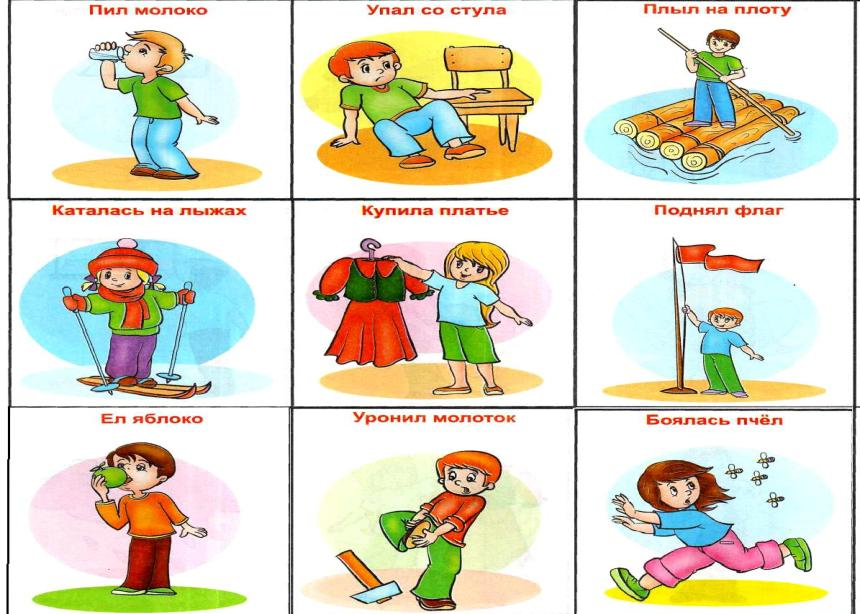 Пил молоко
Упал со стула
Плыл на плоту
Каталась на лыжах
Купила платье
Поднял флаг
Ел яблоко
Уронил молоток
Боялась пчёл